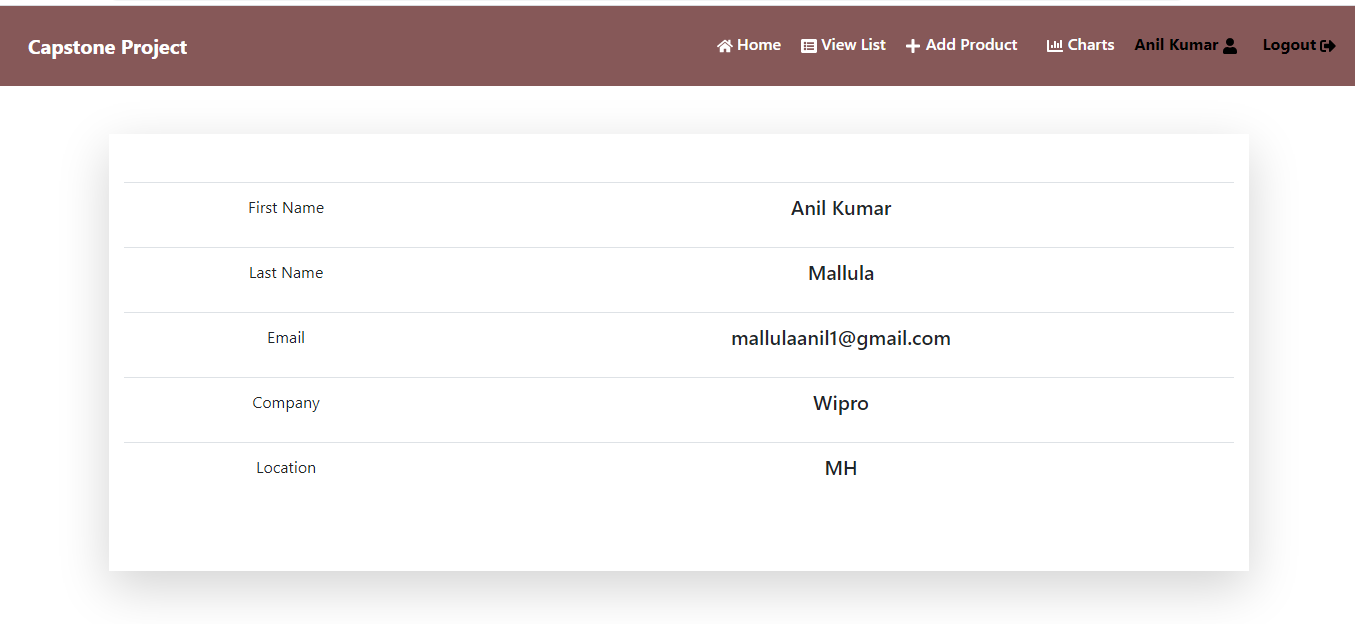 Capstone Project Home View List Add Product Charts Anil Kumar Logout
First Name Anil Kumar
Last Name Mallula
Email mallulaanil1@gmail.com
Company Wipro
Location MH